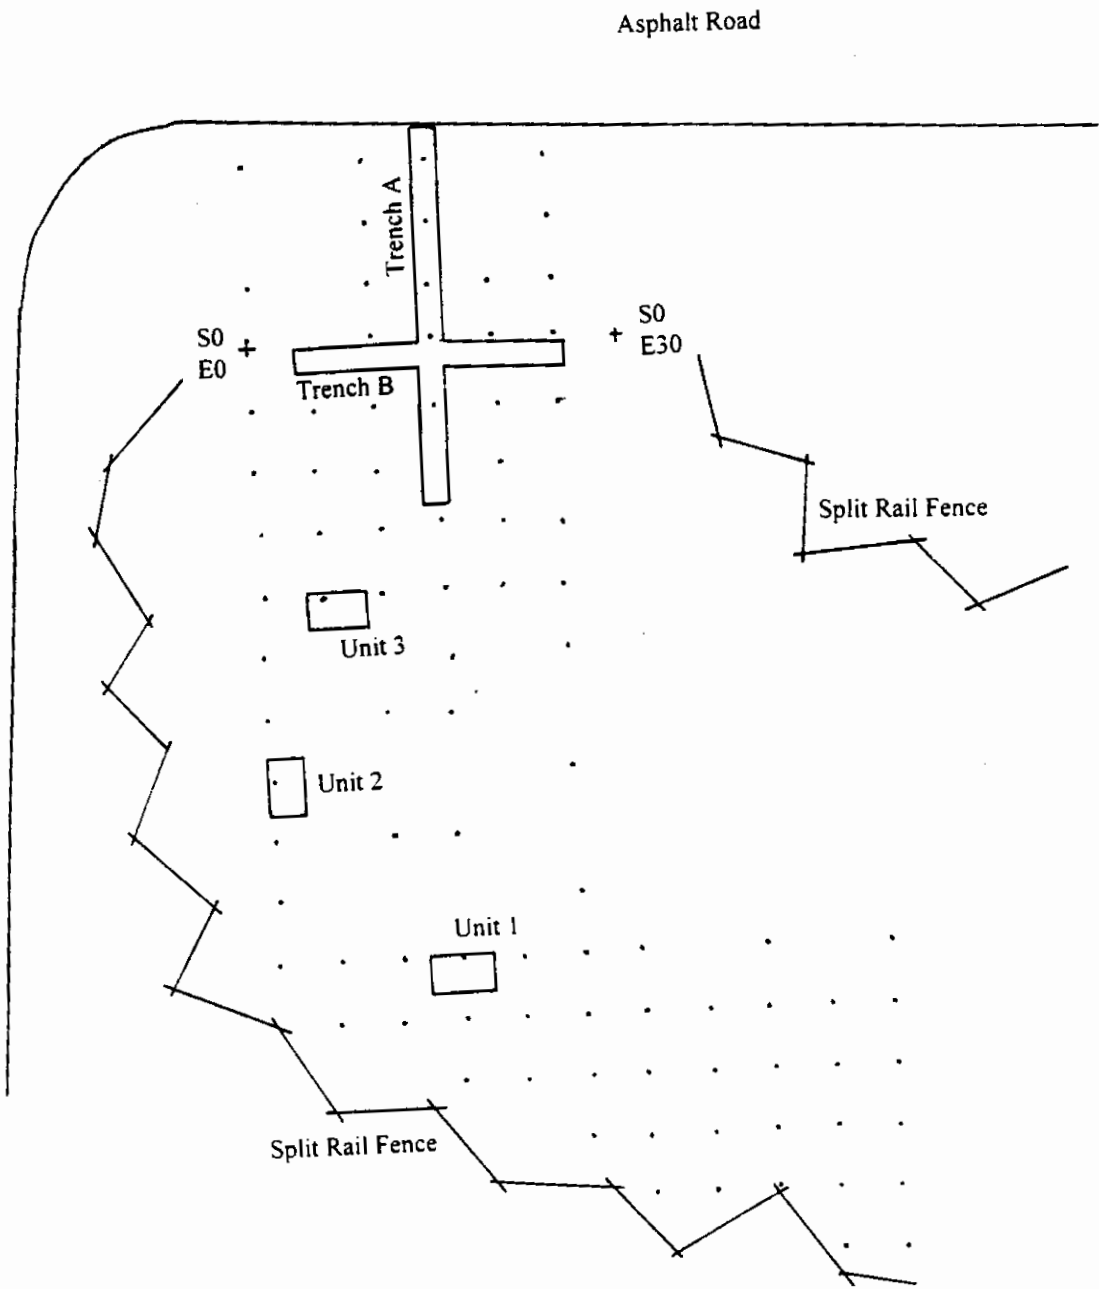 Asphalt Road
Trench A
S0
E0
S0
E30
Trench B
Split Rail Fence
Unit 3
Unit 2
Unit 1
Split Rail Fence